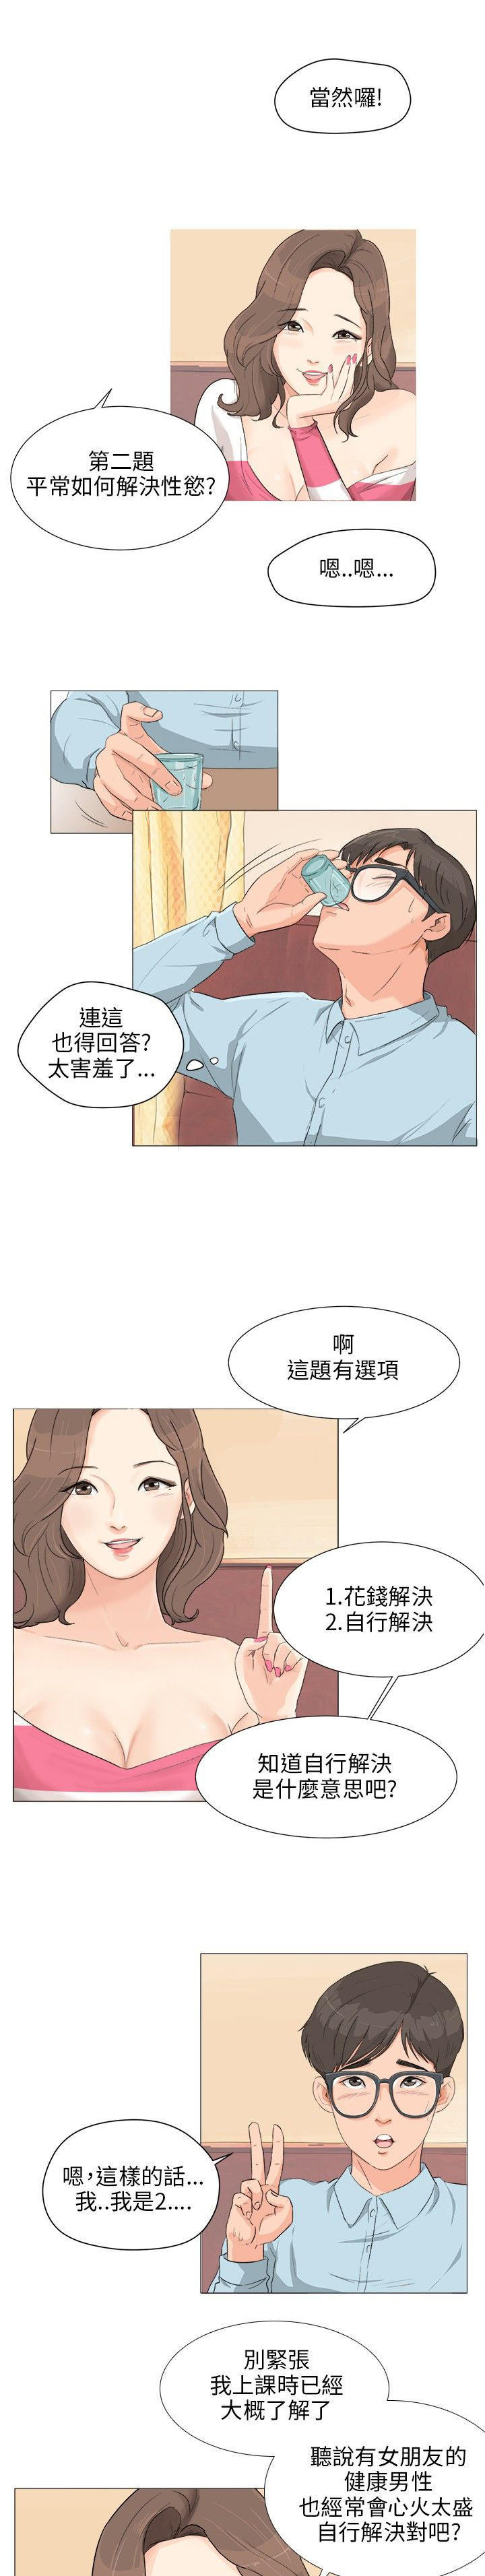 當然囉!
第二題
平常如何解決性慾?
嗯..嗯...
連這
也得回答?
太害羞了...
啊
這題有選項
1.花錢解決
2.自行解決
知道自行解決
是什麼意思吧?
嗯,這樣的話...
我..我是2....
別緊張
我上課時已經
大概了解了
聽說有女朋友的
健康男性
也經常會心火太盛
自行解決對吧?